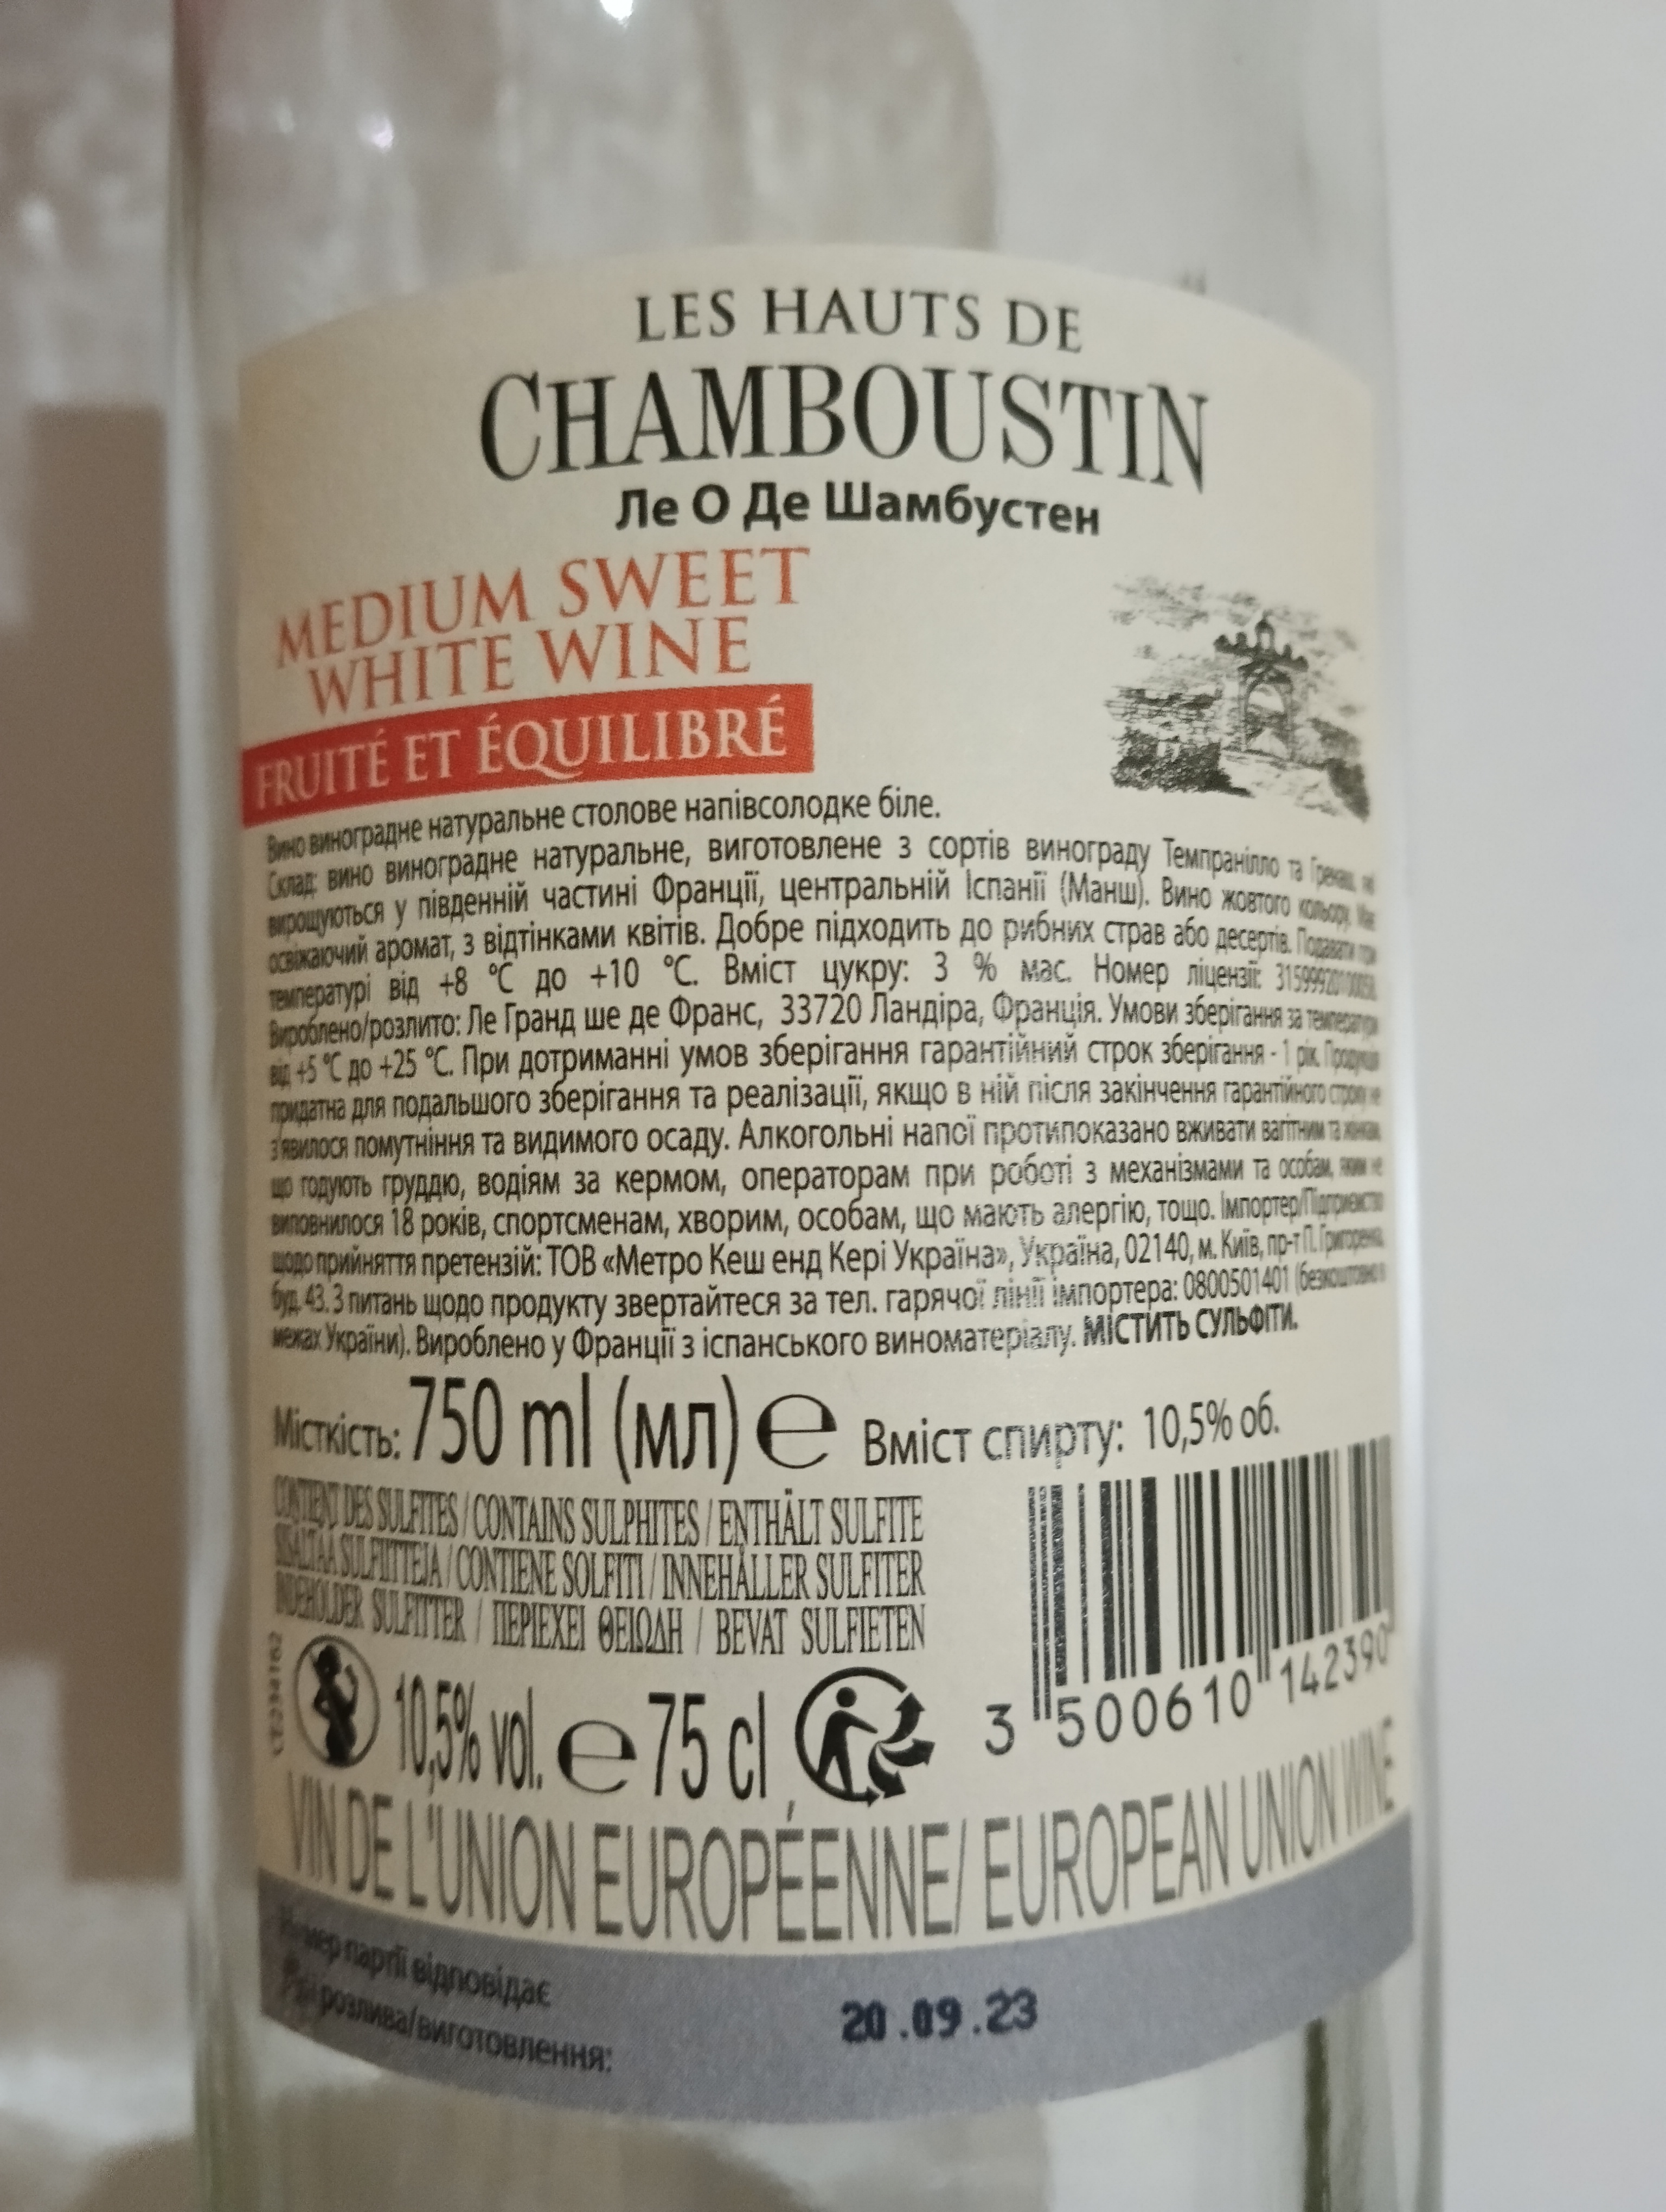 LES HAUTS DE
CHAMBOUSTIN
Ле О Де Шамбустен
MEDIUM SWEET
WHITE WINE
FRUITÉ ET ÉQUILIBRÉ
Вино виноградне натуральне столове напівсолодке біле.
Склад: вино виноградне натуральне, виготовлене з сортів винограду Темпранілло та Грекаш, які
вирощуються у південній частині Франції, центральній Іспанії (Манш). Вино жовтого кольору. Має
освіжаючий аромат, з відтінками квітів. Добре підходить до рибних страв або десертів. Подавати при
температурі від +8 °C до +10 °C. Вміст цукру: 3 % мас. Номер ліцензії:
Вироблено/розлито: Ле Гранд ше де Франс, 33720 Ландіра, Франція. Умови зберігання за температури
від +5 °C до +25 °C. При дотриманні умов зберігання гарантійний строк зберігання - 1 рік. Продукція
придатна для подальшого зберігання та реалізації, якщо в ній після закінчення гарантійного строку не
з'явилося помутніння та видимого осаду. Алкогольні напої протипоказано вживати вагітним та жінкам,
що годують груддю, водіям за кермом, операторам при роботі з механізмами та особам, яким не
виповнилося 18 років, спортсменам, хворим, особам, що мають алергію, тощо. Імпортер/Підприємство
щодо прийняття претензій: ТОВ «Метро Кеш енд Кері Україна», Україна, 02140, м. Київ, пр-т П. Григоренка,
буд. 43. З питань щодо продукту звертайтеся за тел. гарячої лінії імпортера: 0800501401 (безкоштовно в
межах України). Вироблено у Франції з іспанського виноматеріалу. МІСТИТЬ СУЛЬФІТИ.
Місткість: 750 ml (мл) e Вміст спирту: 10,5% об.
CONTIENT DES SULFITES / CONTAINS SULPHITES / ENTHÄLT SULFITE
SISÄLTÄÄ SULFIITTEJA / CONTIENE SOLFITI / INNEHÅLLER SULFITER
INDEHOLDER SULFITTER / ΠΕΡΙΕΧΕΙ ΘΕΙΩΔΗ / BEVAT SULFIETEN
10,5% vol. e 75 cl
3 500610 142390
VIN DE L'UNION EUROPÉENNE/ EUROPEAN UNION WINE
Номер партії відповідає
розлива/виготовлення:
20.09.23